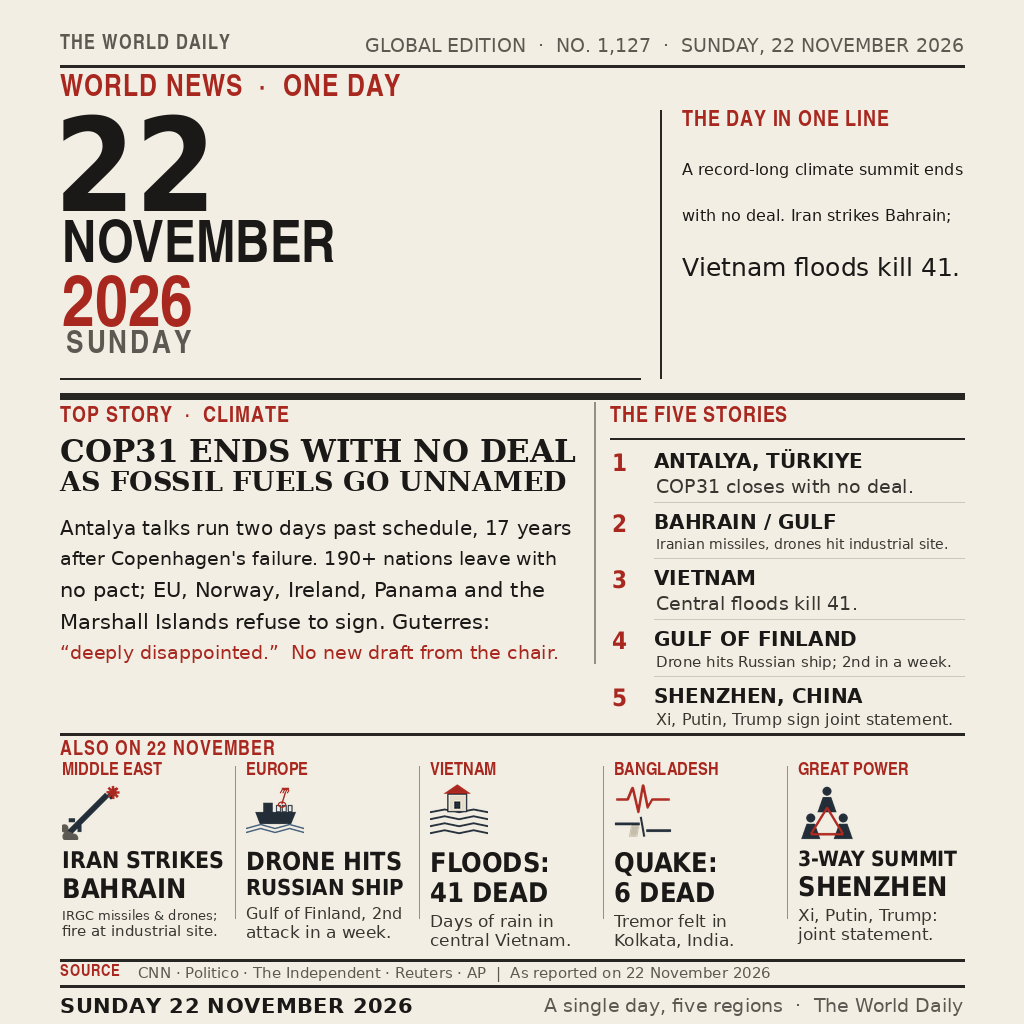 THE WORLD DAILY
GLOBAL EDITION · NO. 1,127 · SUNDAY, 22 NOVEMBER 2026
WORLD NEWS · ONE DAY
22
NOVEMBER
2026
SUNDAY
THE DAY IN ONE LINE
A record-long climate summit ends
with no deal. Iran strikes Bahrain;
Vietnam floods kill 41.
TOP STORY · CLIMATE
COP31 ENDS WITH NO DEAL
AS FOSSIL FUELS GO UNNAMED
Antalya talks run two days past schedule, 17 years
after Copenhagen's failure. 190+ nations leave with
no pact; EU, Norway, Ireland, Panama and the
Marshall Islands refuse to sign. Guterres:
“deeply disappointed.” No new draft from the chair.
THE FIVE STORIES
1 ANTALYA, TÜRKIYE
COP31 closes with no deal.
2 BAHRAIN / GULF
Iranian missiles, drones hit industrial site.
3 VIETNAM
Central floods kill 41.
4 GULF OF FINLAND
Drone hits Russian ship; 2nd in a week.
5 SHENZHEN, CHINA
Xi, Putin, Trump sign joint statement.
ALSO ON 22 NOVEMBER
MIDDLE EAST
IRAN STRIKES
BAHRAIN
IRGC missiles & drones;
fire at industrial site.
EUROPE
DRONE HITS
RUSSIAN SHIP
Gulf of Finland, 2nd
attack in a week.
VIETNAM
FLOODS:
41 DEAD
Days of rain in
central Vietnam.
BANGLADESH
QUAKE:
6 DEAD
Tremor felt in
Kolkata, India.
GREAT POWER
3-WAY SUMMIT
SHENZHEN
Xi, Putin, Trump:
joint statement.
SOURCE CNN · Politico · The Independent · Reuters · AP | As reported on 22 November 2026
SUNDAY 22 NOVEMBER 2026
A single day, five regions · The World Daily